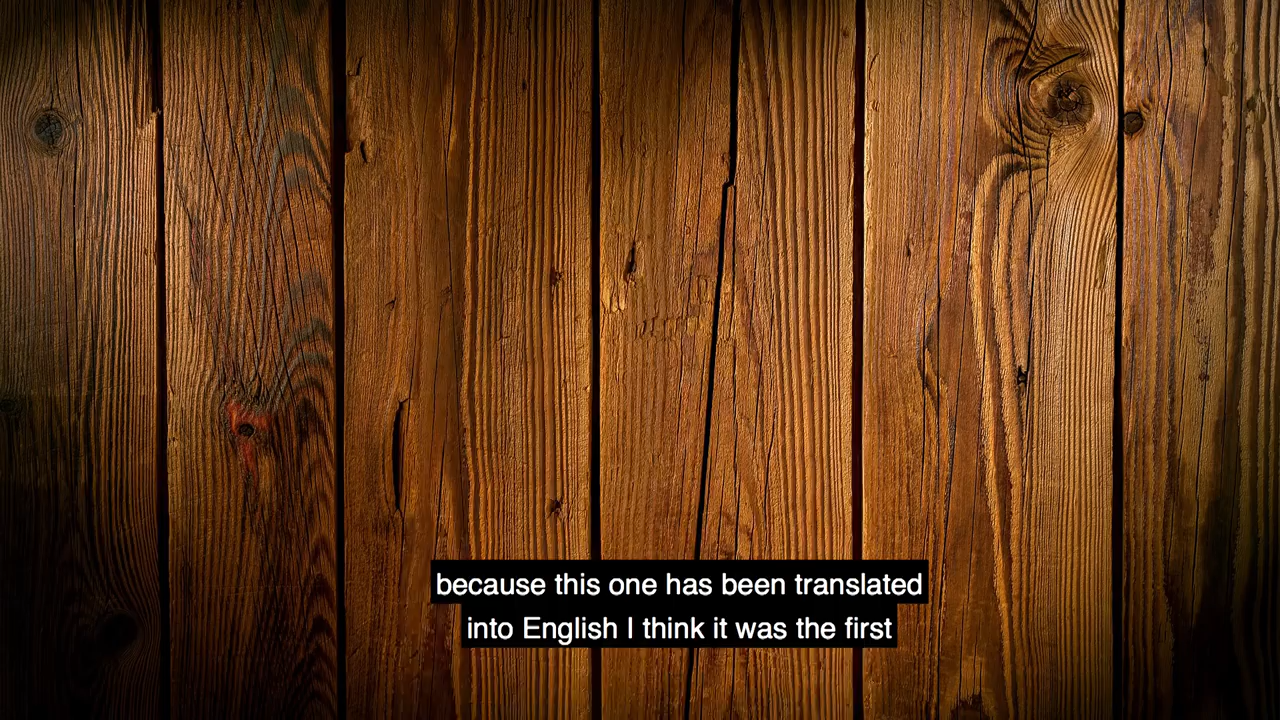 because this one has been translated
into English I think it was the first